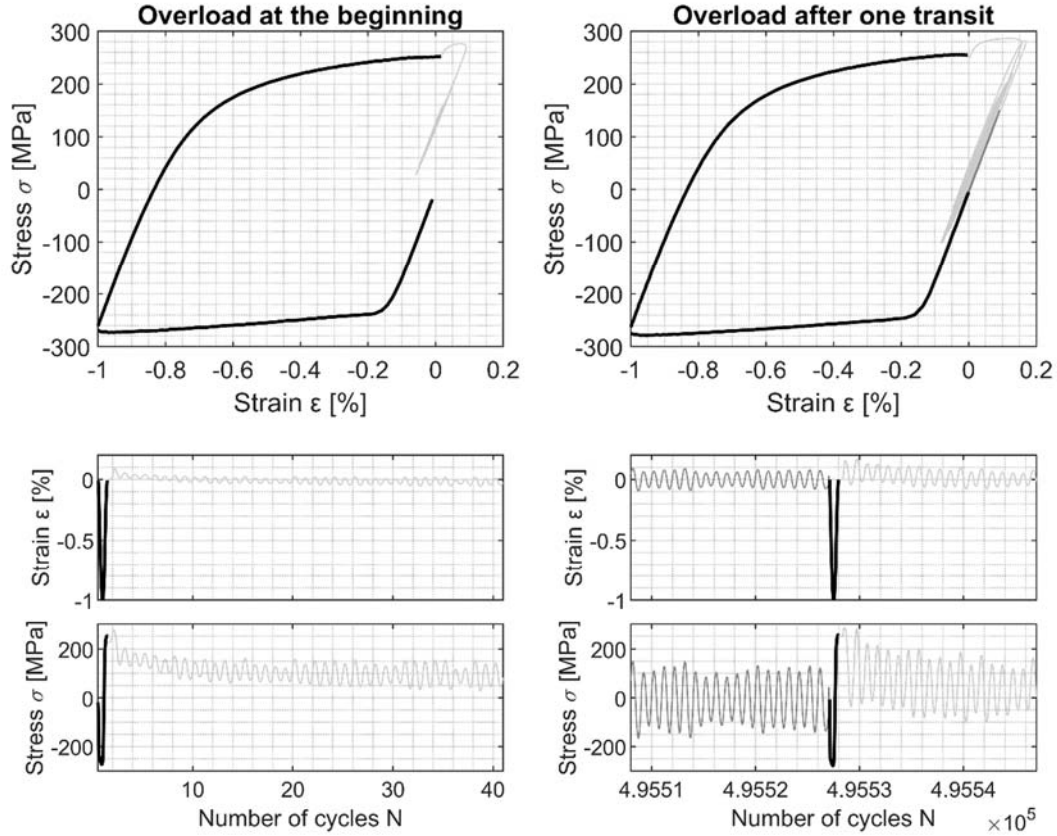 Overload at the beginning
Overload after one transit
300
200
100
0
-100
-200
-300
Stress σ [MPa]
-1 -0.8 -0.6 -0.4 -0.2 0 0.2
Strain ε [%]
300
200
100
0
-100
-200
-300
Stress σ [MPa]
-1 -0.8 -0.6 -0.4 -0.2 0 0.2
Strain ε [%]
0
-0.5
-1
Strain ε [%]
0
-0.5
-1
Strain ε [%]
200
0
-200
Stress σ [MPa]
10 20 30 40
Number of cycles N
200
0
-200
Stress σ [MPa]
4.9551 4.9552 4.9553 4.9554
Number of cycles N ×10⁵